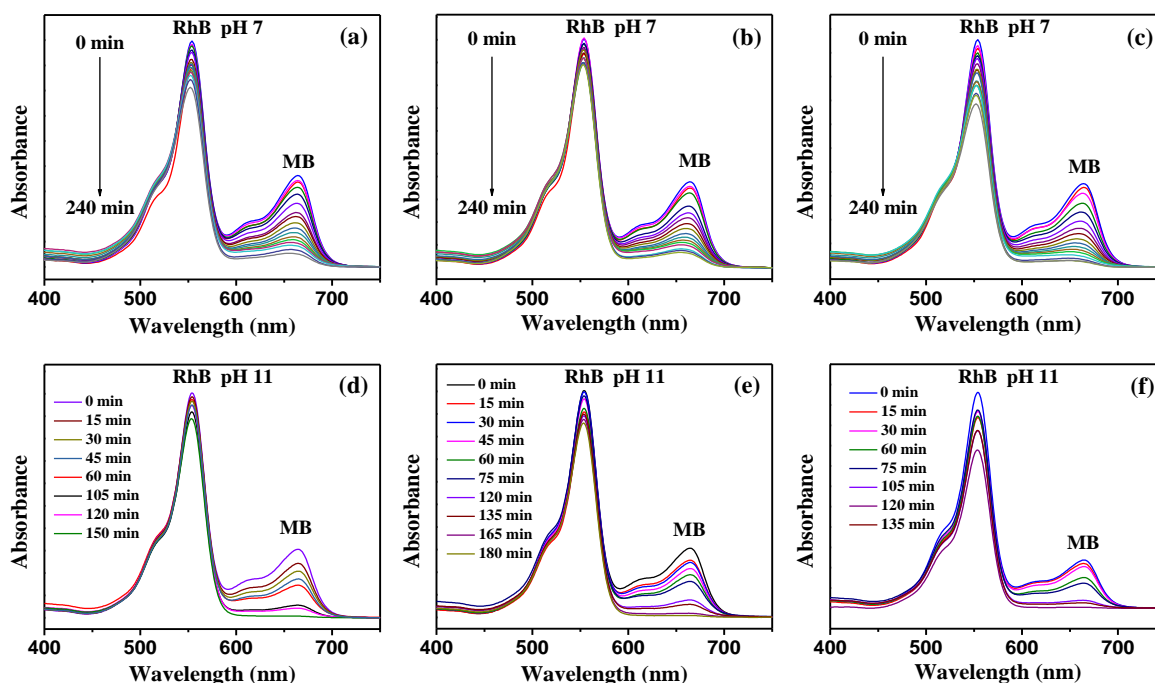 RhB pH 7
(a)
0 min
MB
240 min
Absorbance
400 500 600 700
Wavelength (nm)
RhB pH 7
(b)
0 min
MB
240 min
Absorbance
400 500 600 700
Wavelength (nm)
RhB pH 7
(c)
0 min
MB
240 min
Absorbance
400 500 600 700
Wavelength (nm)
RhB pH 11
(d)
0 min
15 min
30 min
45 min
60 min
105 min
120 min
150 min
MB
Absorbance
400 500 600 700
Wavelength (nm)
RhB pH 11
(e)
0 min
15 min
30 min
45 min
60 min
75 min
120 min
135 min
165 min
180 min
MB
Absorbance
400 500 600 700
Wavelength (nm)
RhB pH 11
(f)
0 min
15 min
30 min
60 min
75 min
105 min
120 min
135 min
MB
Absorbance
400 500 600 700
Wavelength (nm)